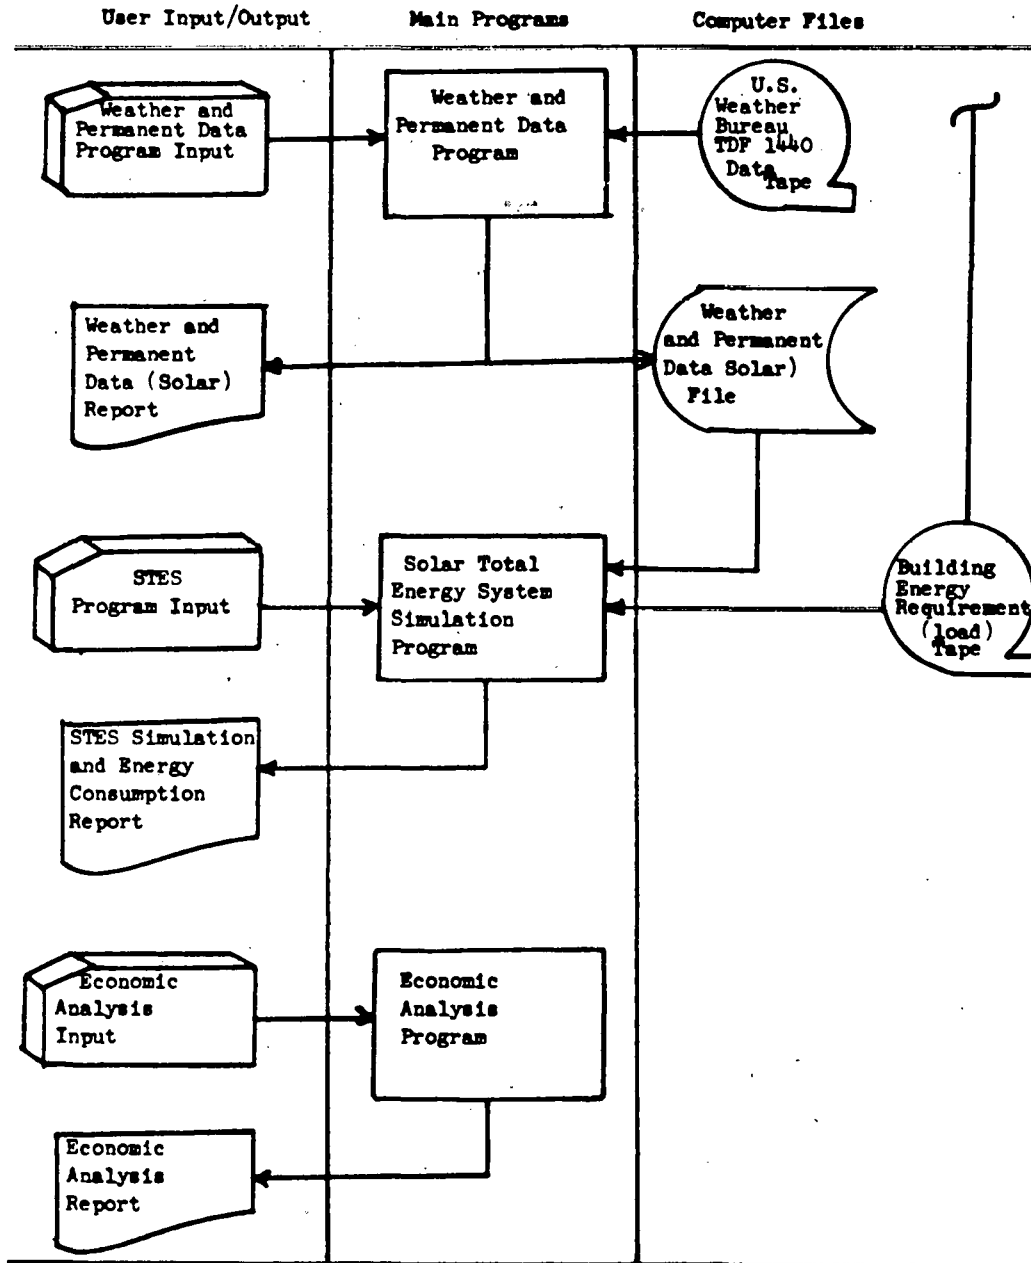 User Input/Output
Main Programs
Computer Files
Weather and
Permanent Data
Program Input
Weather and
Permanent Data
Program
U.S.
Weather
Bureau
TDF 1440
Data
Tape
Weather and
Permanent
Data (Solar)
Report
Weather
and Permanent
Data Solar)
File
STES
Program Input
Solar Total
Energy System
Simulation
Program
Building
Energy
Requirement
(load)
Tape
STES Simulation
and Energy
Consumption
Report
Economic
Analysis
Input
Economic
Analysis
Program
Economic
Analysis
Report